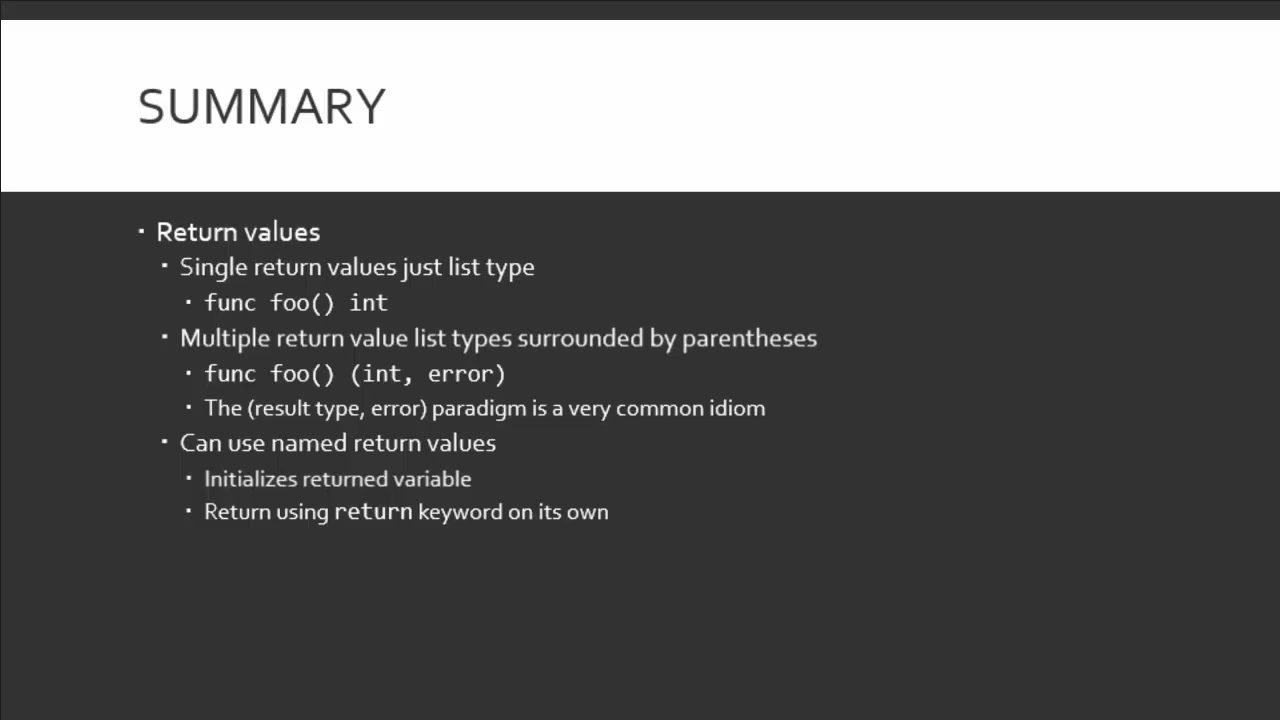 SUMMARY
Return values
Single return values just list type
func foo() int
Multiple return value list types surrounded by parentheses
func foo() (int, error)
The (result type, error) paradigm is a very common idiom
Can use named return values
Initializes returned variable
Return using return keyword on its own